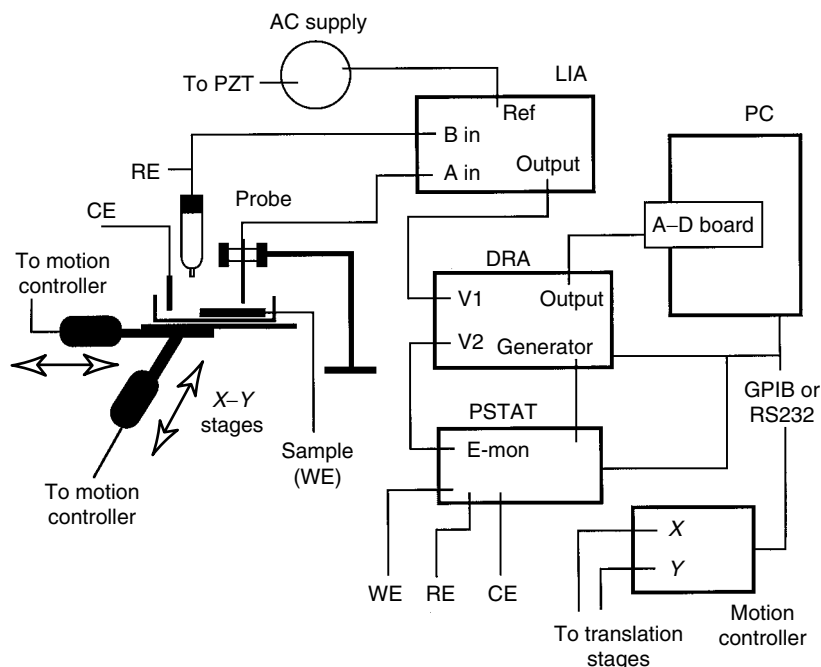 AC supply
To PZT
LIA
Ref
B in
A in
Output
PC
A–D board
RE
CE
Probe
To motion
controller
DRA
V1
Output
V2
Generator
X–Y
stages
Sample
(WE)
To motion
controller
PSTAT
E-mon
GPIB or
RS232
WE
RE
CE
X
Y
To translation
stages
Motion
controller